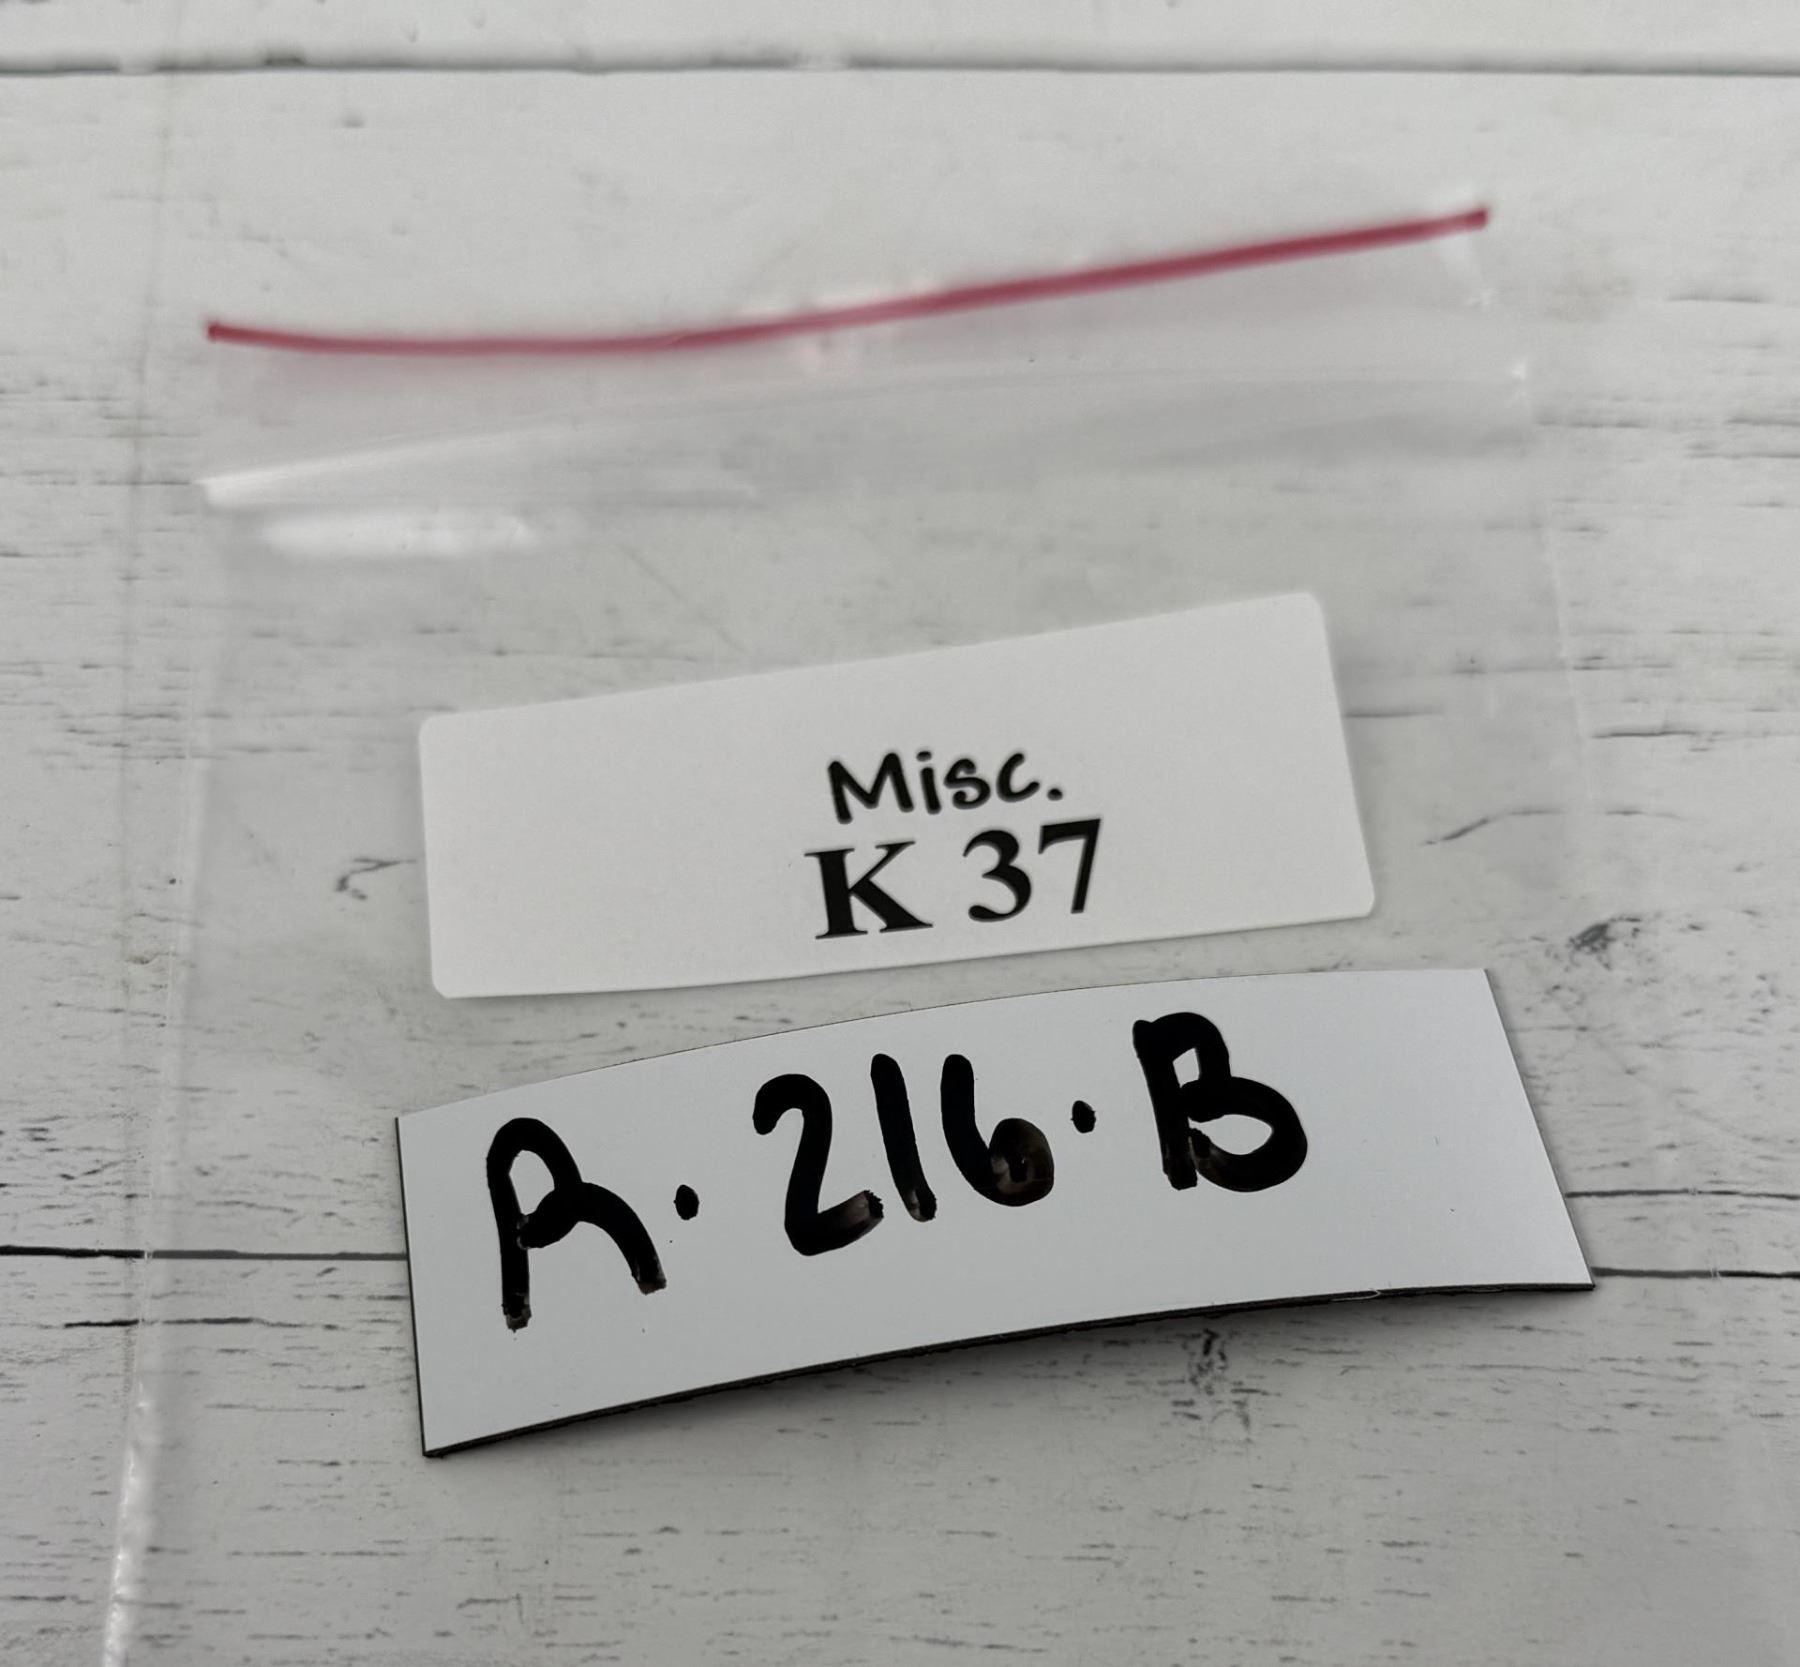 Misc.
K 37
R. 216. B